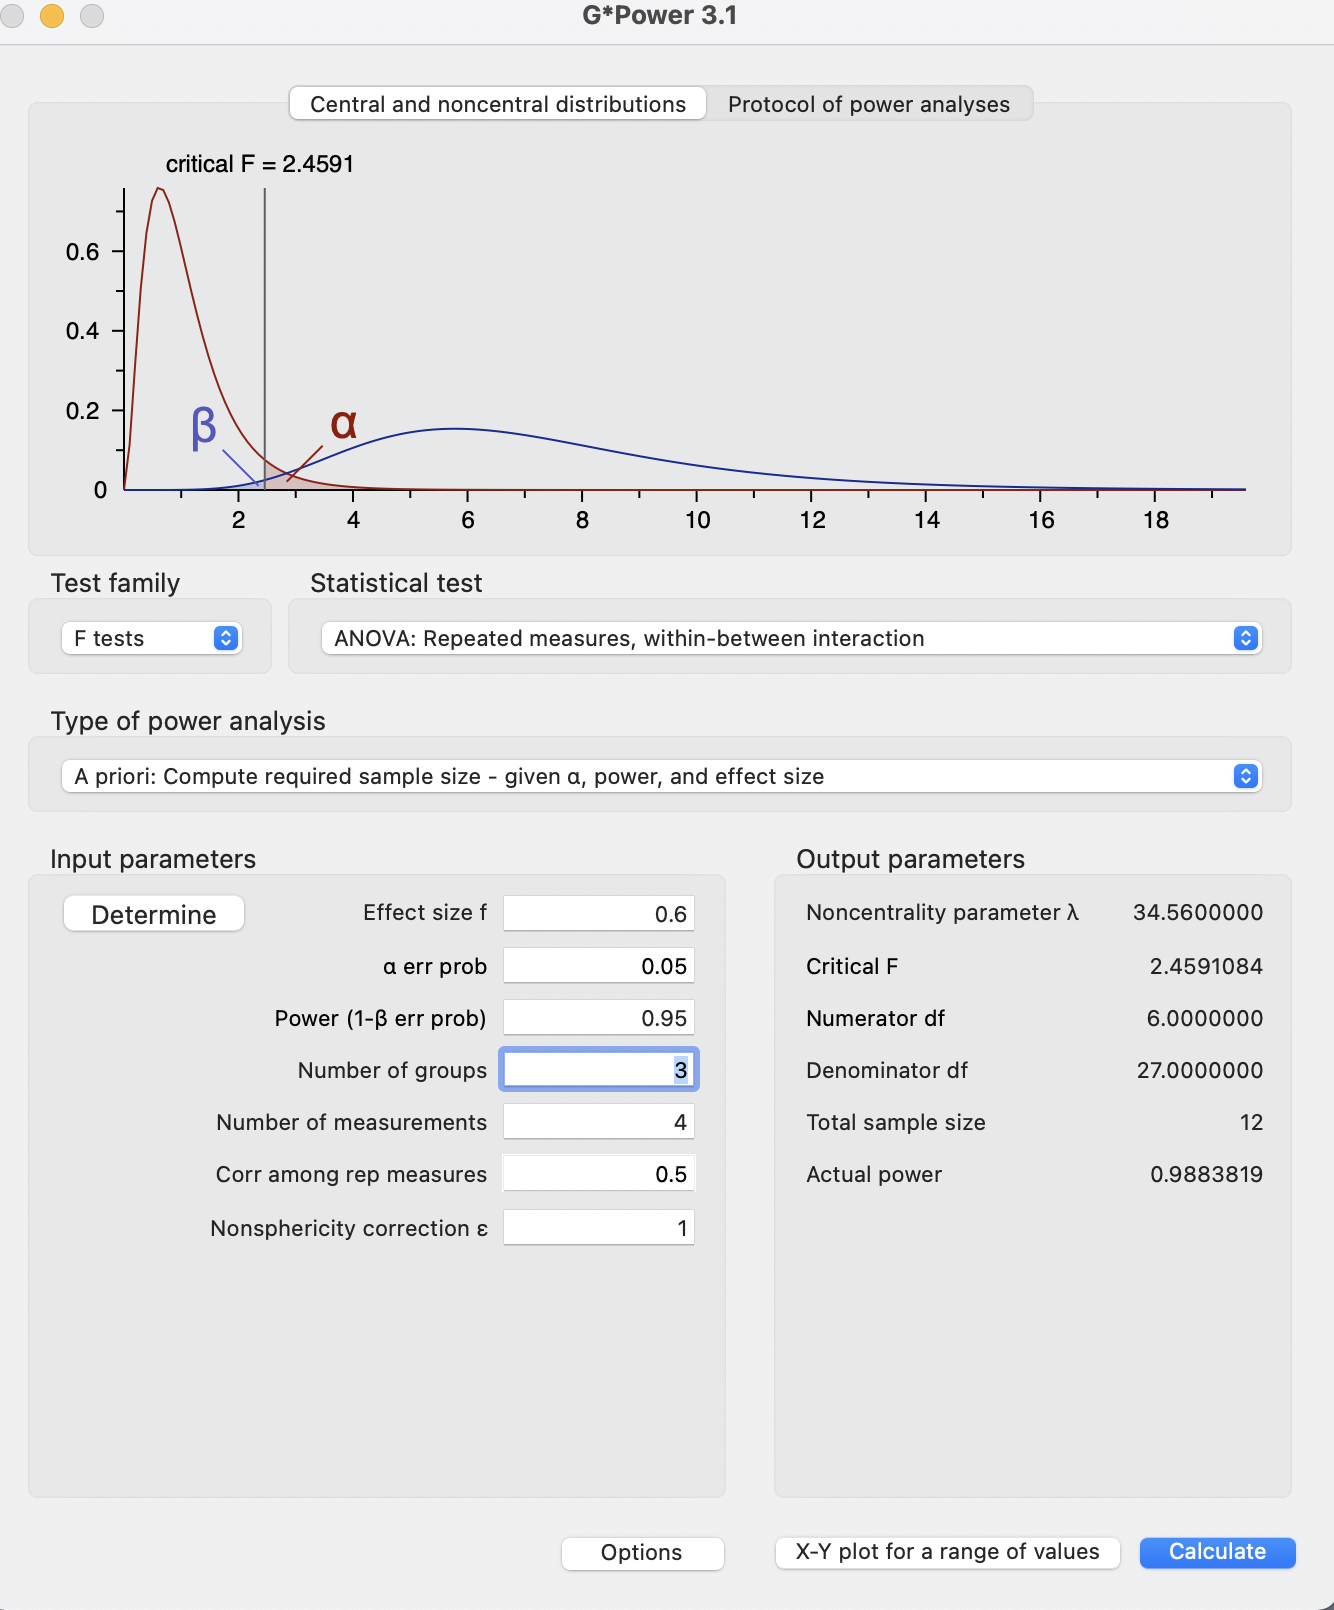 G*Power 3.1
Central and noncentral distributions
Protocol of power analyses
critical F = 2.4591
0.6
0.4
0.2
0
β
α
2 4 6 8 10 12 14 16 18
Test family
Statistical test
F tests
ANOVA: Repeated measures, within-between interaction
Type of power analysis
A priori: Compute required sample size - given α, power, and effect size
Input parameters
Determine
Effect size f 0.6
α err prob 0.05
Power (1-β err prob) 0.95
Number of groups 3
Number of measurements 4
Corr among rep measures 0.5
Nonsphericity correction ε 1
Output parameters
Noncentrality parameter λ 34.5600000
Critical F 2.4591084
Numerator df 6.0000000
Denominator df 27.0000000
Total sample size 12
Actual power 0.9883819
Options
X-Y plot for a range of values
Calculate